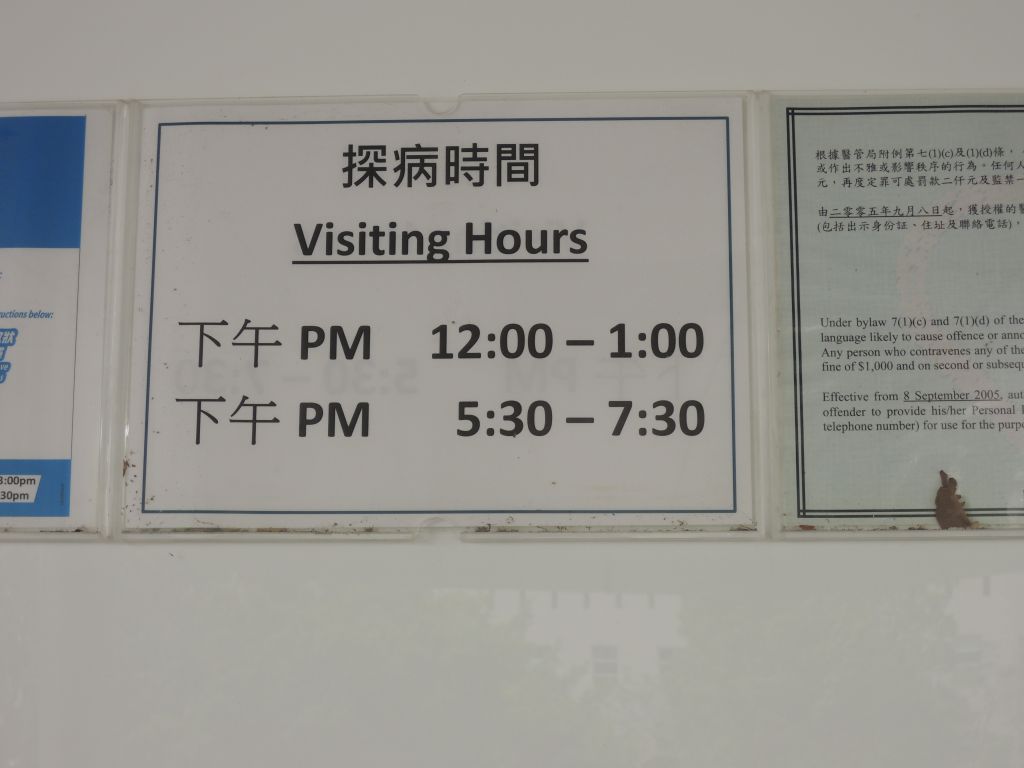 ructions below:
3:00pm
30pm
探病時間
Visiting Hours
下午 PM 12:00 – 1:00
下午 PM 5:30 – 7:30
根據醫管局附例第七(1)(c)及(1)(d)條，
或作出不雅或影響秩序的行為。任何人
元，再度定罪可處罰款二仟元及監禁一
由二零零五年九月八日起，獲授權的醫
(包括出示身份証、住址及聯絡電話)，
Under bylaw 7(1)(c) and 7(1)(d) of the
language likely to cause offence or anno
Any person who contravenes any of the
fine of $1,000 and on second or subsequ
Effective from 8 September 2005, aut
offender to provide his/her Personal I
telephone number) for use for the purpo